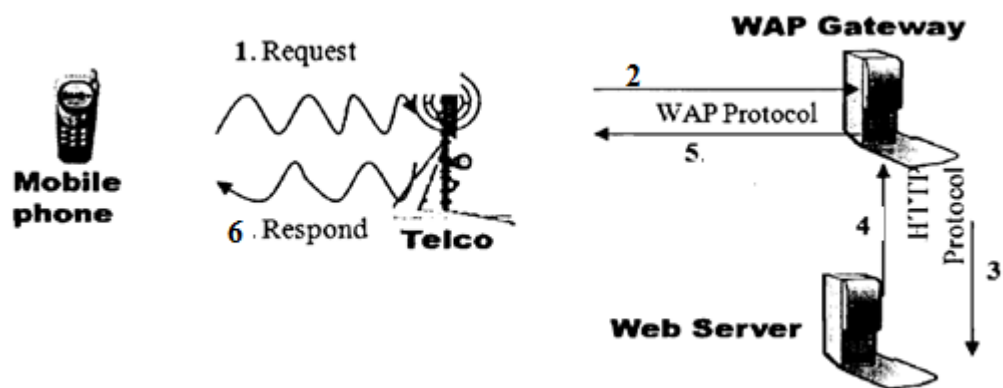 WAP Gateway
1. Request
2
WAP Protocol
5.
Mobile
phone
6 . Respond
Telco
HTTP
Protocol
4
3
Web Server